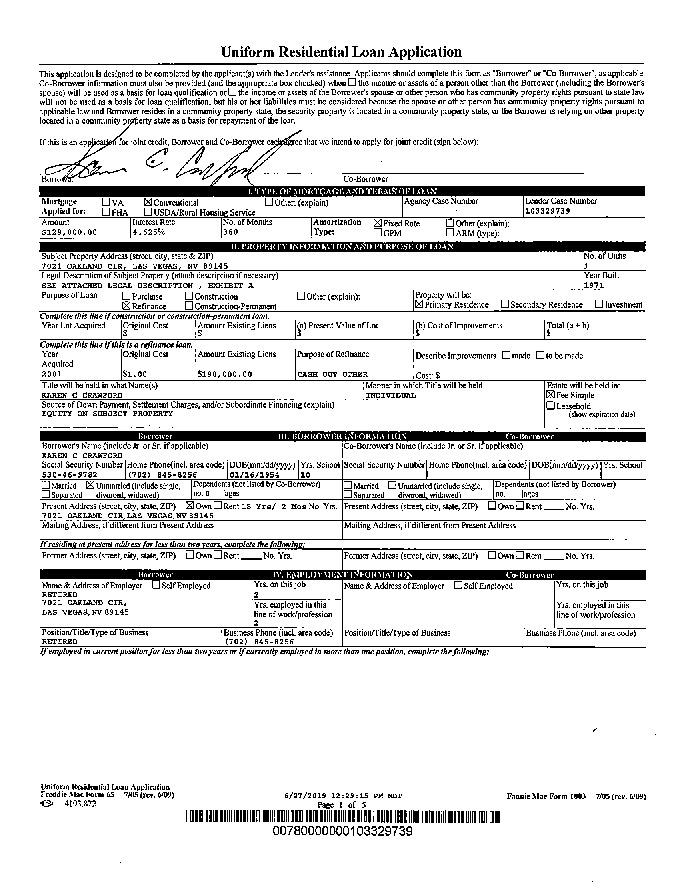 Uniform Residential Loan Application
This application is designed to be completed by the applicant(s) with the Lender's assistance. Applicants should complete this form as "Borrower" or "Co-Borrower", as applicable
Co-Borrower information must also be provided (and the appropriate box checked) when ☐ the income or assets of a person other than the Borrower (including the Borrower's
spouse) will be used as a basis for loan qualification or ☐ the income or assets of the Borrower's spouse or other person who has community property rights pursuant to state law
will not be used as a basis for loan qualification, but his or her liabilities must be considered because the spouse or other person has community property rights pursuant to
applicable law and Borrower resides in a community property state, the security property is located in a community property state, or the Borrower is relying on other property
located in a community property state as a basis for repayment of the loan.
If this is an application for joint credit, Borrower and Co-Borrower each agree that we intend to apply for joint credit (sign below):
Borrower Co-Borrower
I. TYPE OF MORTGAGE AND TERMS OF LOAN
Mortgage ☐ VA ☒ Conventional ☐ Other (explain) Agency Case Number Lender Case Number
Applied for: ☐ FHA ☐ USDA/Rural Housing Service 103329739
Amount Interest Rate No. of Months Amortization ☒ Fixed Rate ☐ Other (explain):
$129,000.00 4.525% 360 Type: ☐ GPM ☐ ARM (type):
II. PROPERTY INFORMATION AND PURPOSE OF LOAN
Subject Property Address (street, city, state & ZIP) No. of Units
7021 OAKLAND CIR, LAS VEGAS, NV 89145 1
Legal Description of Subject Property (attach description if necessary) Year Built
SEE ATTACHED LEGAL DESCRIPTION , EXHIBIT A 1971
Purpose of Loan ☐ Purchase ☐ Construction ☐ Other (explain): Property will be:
☒ Refinance ☐ Construction-Permanent ☒ Primary Residence ☐ Secondary Residence ☐ Investment
Complete this line if construction or construction-permanent loan.
Year Lot Acquired Original Cost Amount Existing Liens (a) Present Value of Lot (b) Cost of Improvements Total (a + b)
$ $ $ $ $
Complete this line if this is a refinance loan.
Year Original Cost Amount Existing Liens Purpose of Refinance Describe Improvements ☐ made ☐ to be made
Acquired
2001 $1.00 $190,000.00 CASH OUT OTHER Cost: $
Title will be held in what Name(s) Manner in which Title will be held Estate will be held in:
KAREN C CRAWFORD INDIVIDUAL ☒ Fee Simple
Source of Down Payment, Settlement Charges, and/or Subordinate Financing (explain) ☐ Leasehold
EQUITY ON SUBJECT PROPERTY (show expiration date)
Borrower III. BORROWER INFORMATION Co-Borrower
Borrower's Name (include Jr. or Sr. if applicable) Co-Borrower's Name (include Jr. or Sr. if applicable)
KAREN C CRAWFORD
Social Security Number Home Phone(incl. area code) DOB(mm/dd/yyyy) Yrs. School Social Security Number Home Phone(incl. area code) DOB(mm/dd/yyyy) Yrs. School
530-46-9782 (702) 845-8256 01/16/1954 10
☐ Married ☒ Unmarried (include single, Dependents (not listed by Co-Borrower) ☐ Married ☐ Unmarried (include single, Dependents (not listed by Borrower)
☐ Separated divorced, widowed) no. 0 ages ☐ Separated divorced, widowed) no. ages
Present Address (street, city, state, ZIP) ☒ Own ☐ Rent 18 Yrs/ 2 Mos No. Yrs. Present Address (street, city, state, ZIP) ☐ Own ☐ Rent ____ No. Yrs.
7021 OAKLAND CIR, LAS VEGAS, NV 89145
Mailing Address, if different from Present Address Mailing Address, if different from Present Address
If residing at present address for less than two years, complete the following:
Former Address (street, city, state, ZIP) ☐ Own ☐ Rent ____ No. Yrs. Former Address (street, city, state, ZIP) ☐ Own ☐ Rent ____ No. Yrs.
Borrower IV. EMPLOYMENT INFORMATION Co-Borrower
Name & Address of Employer ☐ Self Employed Yrs. on this job Name & Address of Employer ☐ Self Employed Yrs. on this job
RETIRED 2
7021 OAKLAND CIR, Yrs. employed in this Yrs. employed in this
LAS VEGAS, NV 89145 line of work/profession line of work/profession
2
Position/Title/Type of Business Business Phone (incl. area code) Position/Title/Type of Business Business Phone (incl. area code)
RETIRED (702) 845-8256
If employed in current position for less than two years or if currently employed in more than one position, complete the following:
Uniform Residential Loan Application
Freddie Mac Form 65 7/05 (rev. 6/09) 6/27/2019 12:29:15 PM MDT Fannie Mae Form 1003 7/05 (rev. 6/09)
Page 1 of 5
00780000000103329739